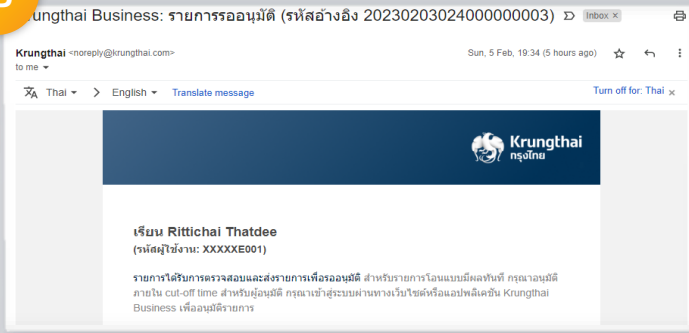 ungthai Business: รายการรออนุมัติ (รหัสอ้างอิง 20230203024000000003) Inbox ×
Krungthai <noreply@krungthai.com> Sun, 5 Feb, 19:34 (5 hours ago)
to me
Thai > English Translate message Turn off for: Thai ×
Krungthai
กรุงไทย
เรียน Rittichai Thatdee
(รหัสผู้ใช้งาน: XXXXXE001)
รายการได้รับการตรวจสอบและส่งรายการเพื่อรออนุมัติ สำหรับรายการโอนแบบมีผลทันที กรุณาอนุมัติ
ภายใน cut-off time สำหรับผู้อนุมัติ กรุณาเข้าสู่ระบบผ่านทางเว็บไซต์หรือแอปพลิเคชัน Krungthai
Business เพื่ออนุมัติรายการ